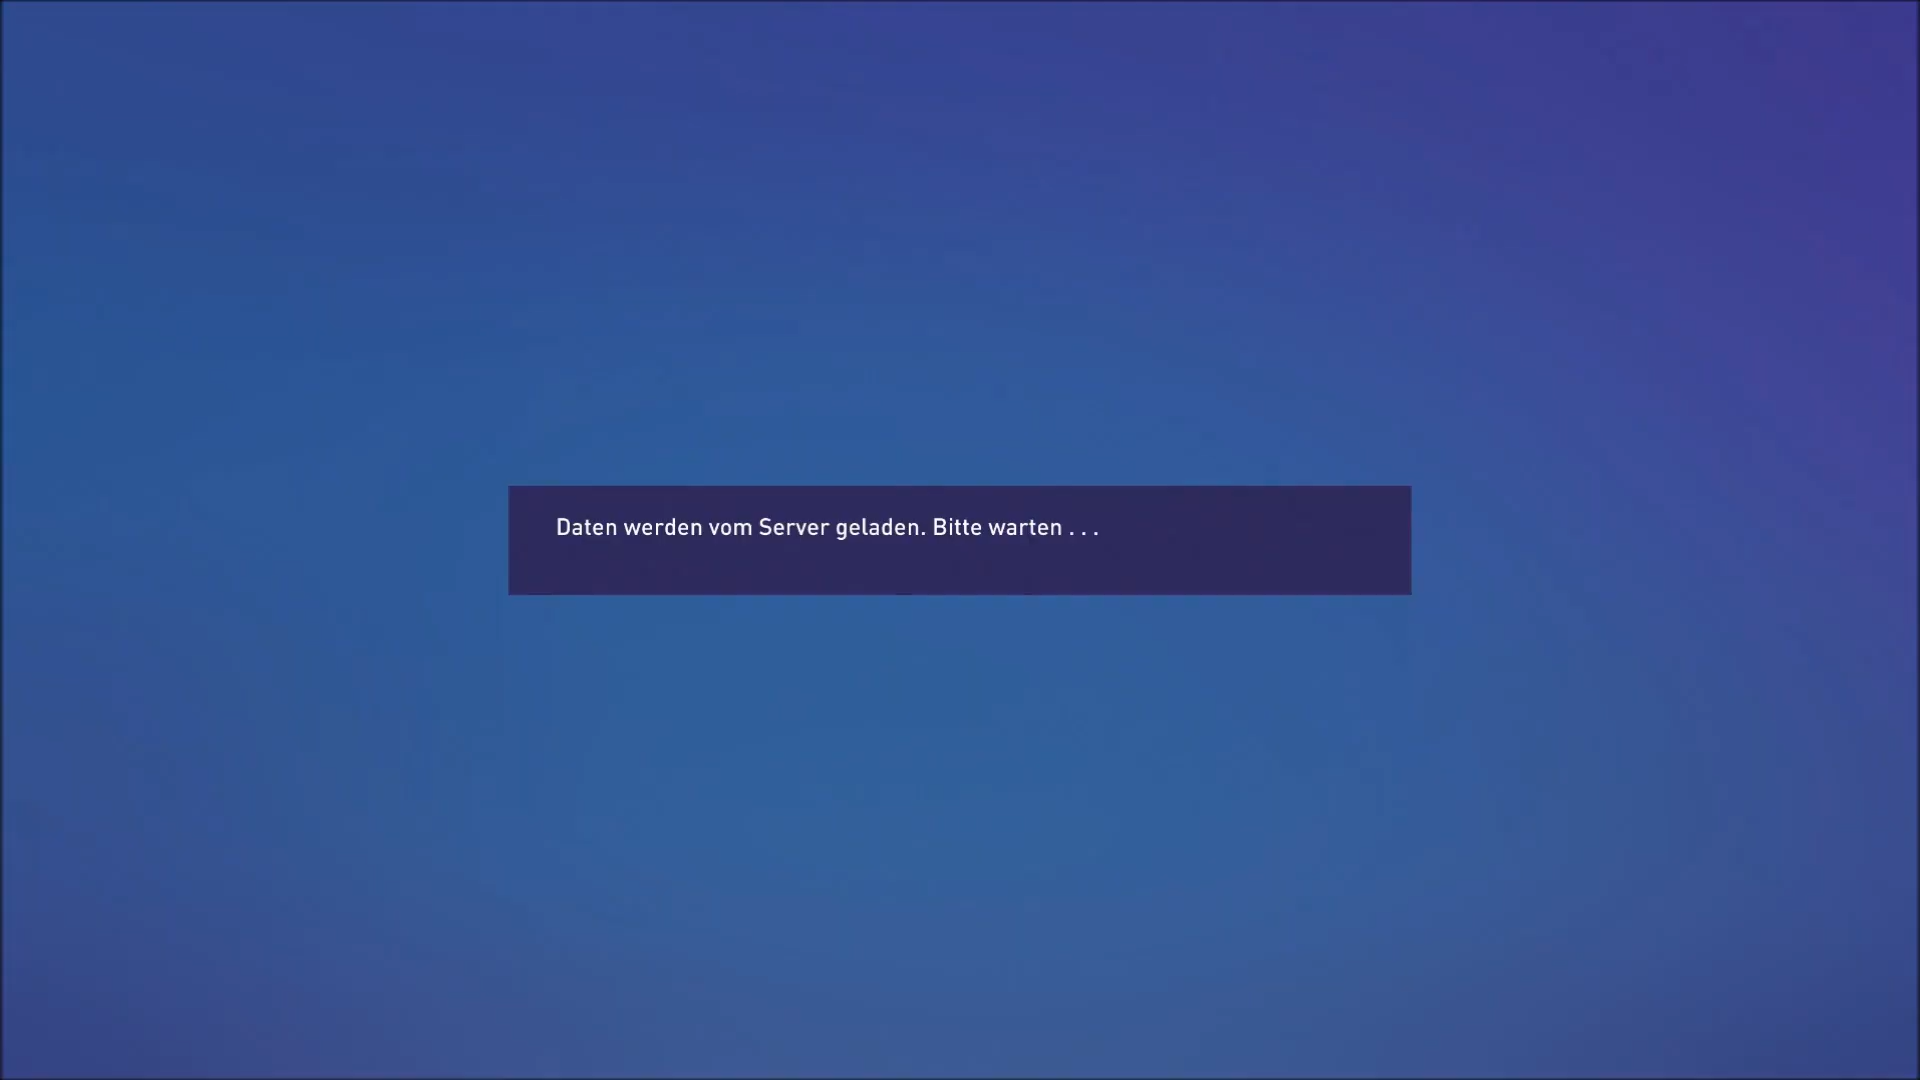 Daten werden vom Server geladen. Bitte warten . . .